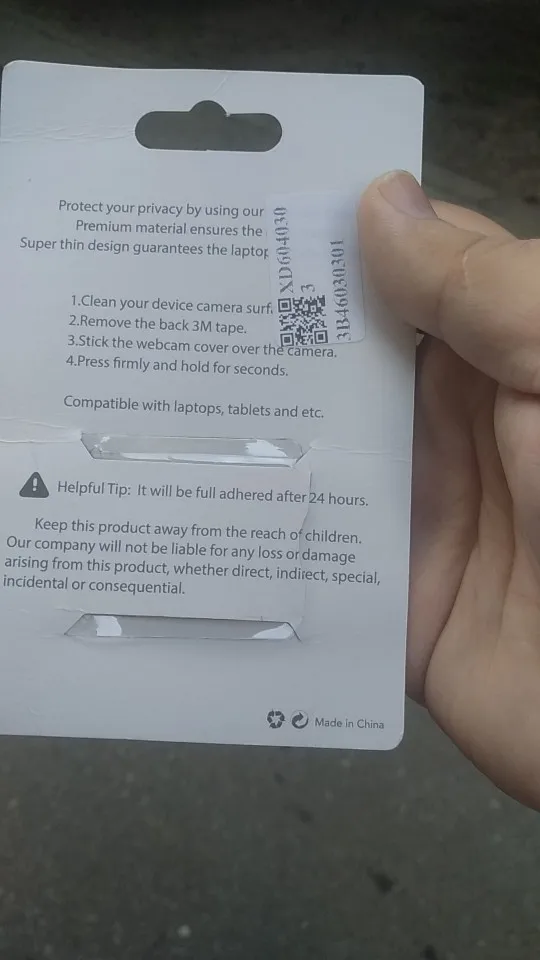 Protect your privacy by using our
Premium material ensures the
Super thin design guarantees the laptop
1.Clean your device camera surf
2.Remove the back 3M tape.
3.Stick the webcam cover over the camera.
4.Press firmly and hold for seconds.
XD604030
3
3B46030301
Compatible with laptops, tablets and etc.
Helpful Tip: It will be full adhered after 24 hours.
Keep this product away from the reach of children.
Our company will not be liable for any loss or damage
arising from this product, whether direct, indirect, special,
incidental or consequential.
Made in China